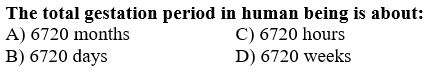 The total gestation period in human being is about:
A) 6720 months C) 6720 hours
B) 6720 days D) 6720 weeks